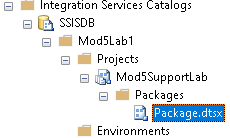 Integration Services Catalogs
SSISDB
Mod5Lab1
Projects
Mod5SupportLab
Packages
Package.dtsx
Environments